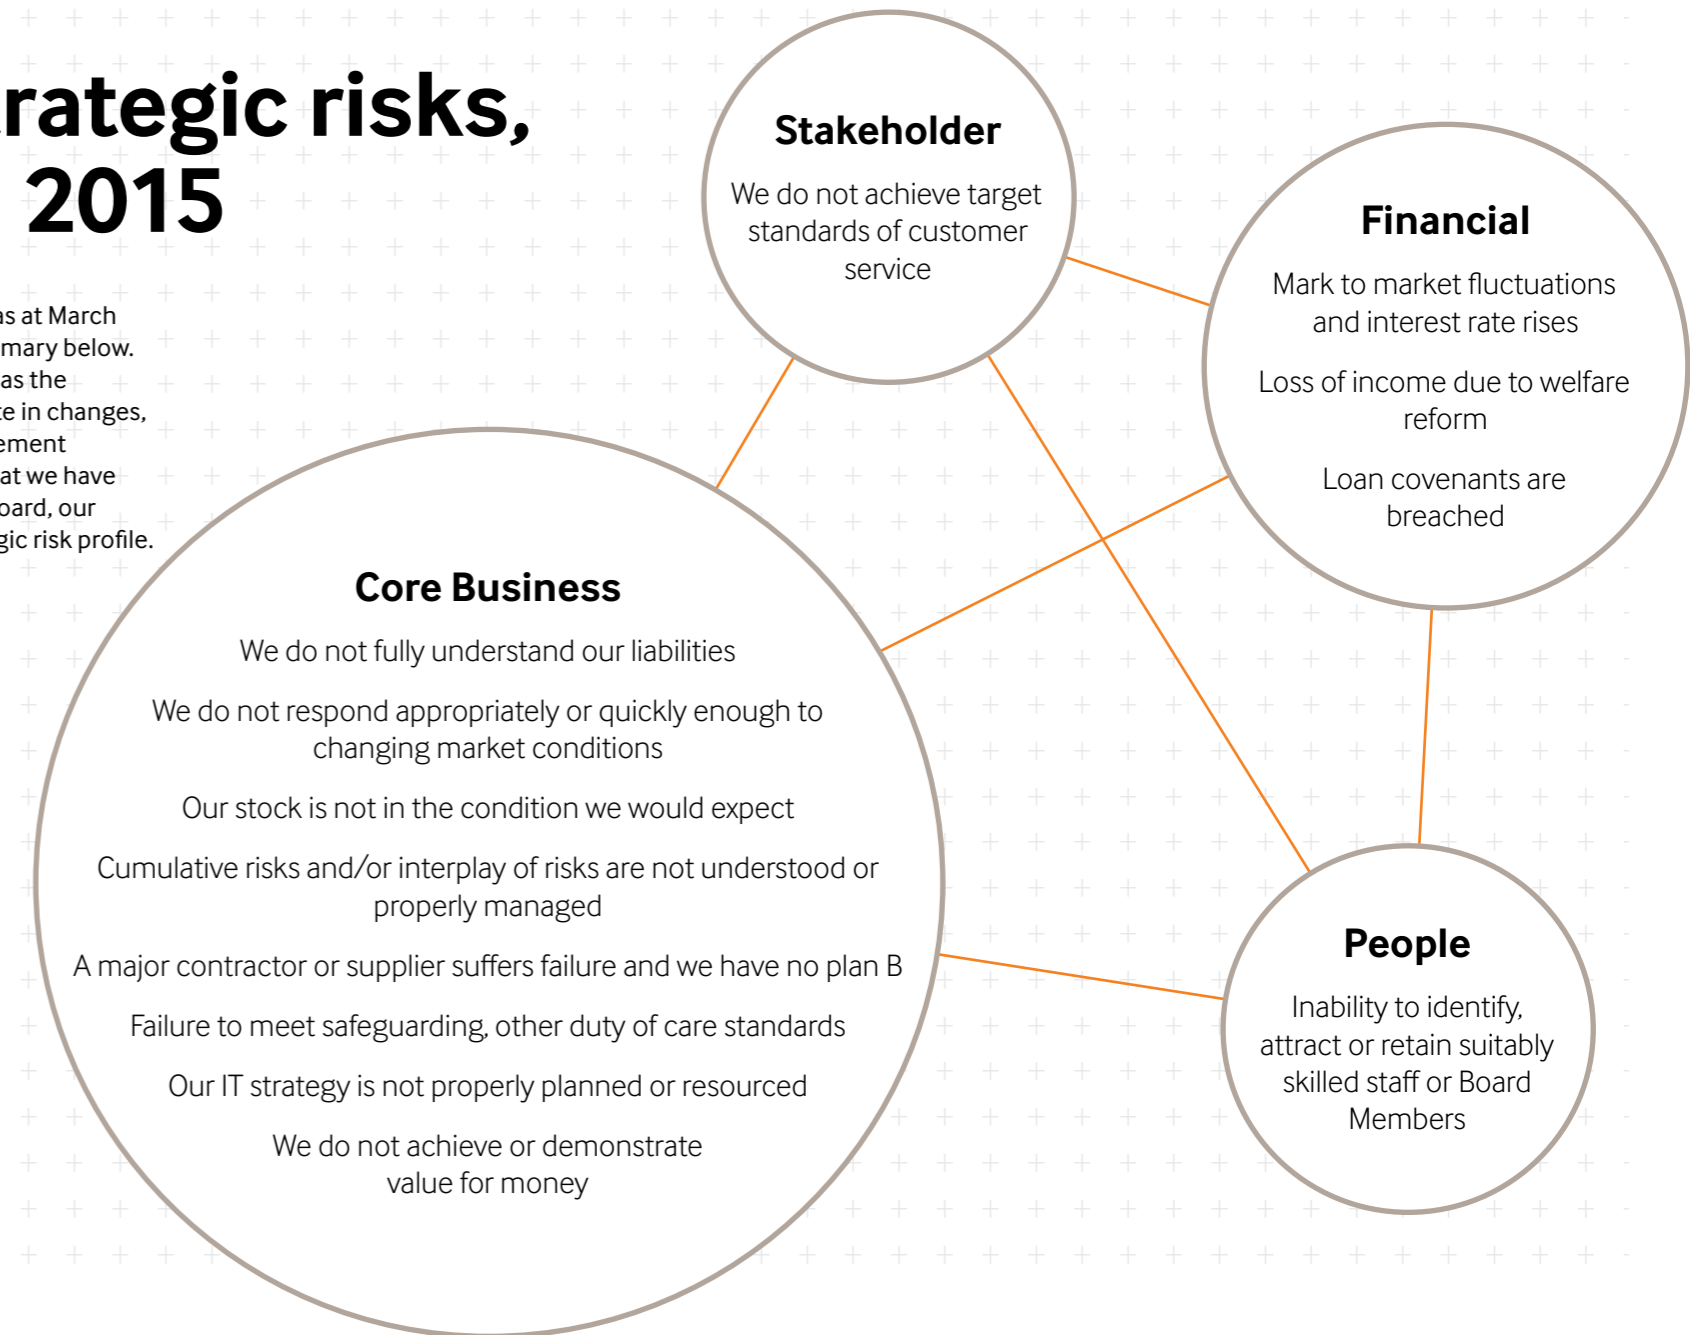 rategic risks,
2015
as at March
mary below.
as the
te in changes,
ement
at we have
oard, our
gic risk profile.
Stakeholder
We do not achieve target
standards of customer
service
Financial
Mark to market fluctuations
and interest rate rises
Loss of income due to welfare
reform
Loan covenants are
breached
Core Business
We do not fully understand our liabilities
We do not respond appropriately or quickly enough to
changing market conditions
Our stock is not in the condition we would expect
Cumulative risks and/or interplay of risks are not understood or
properly managed
A major contractor or supplier suffers failure and we have no plan B
Failure to meet safeguarding, other duty of care standards
Our IT strategy is not properly planned or resourced
We do not achieve or demonstrate
value for money
People
Inability to identify,
attract or retain suitably
skilled staff or Board
Members